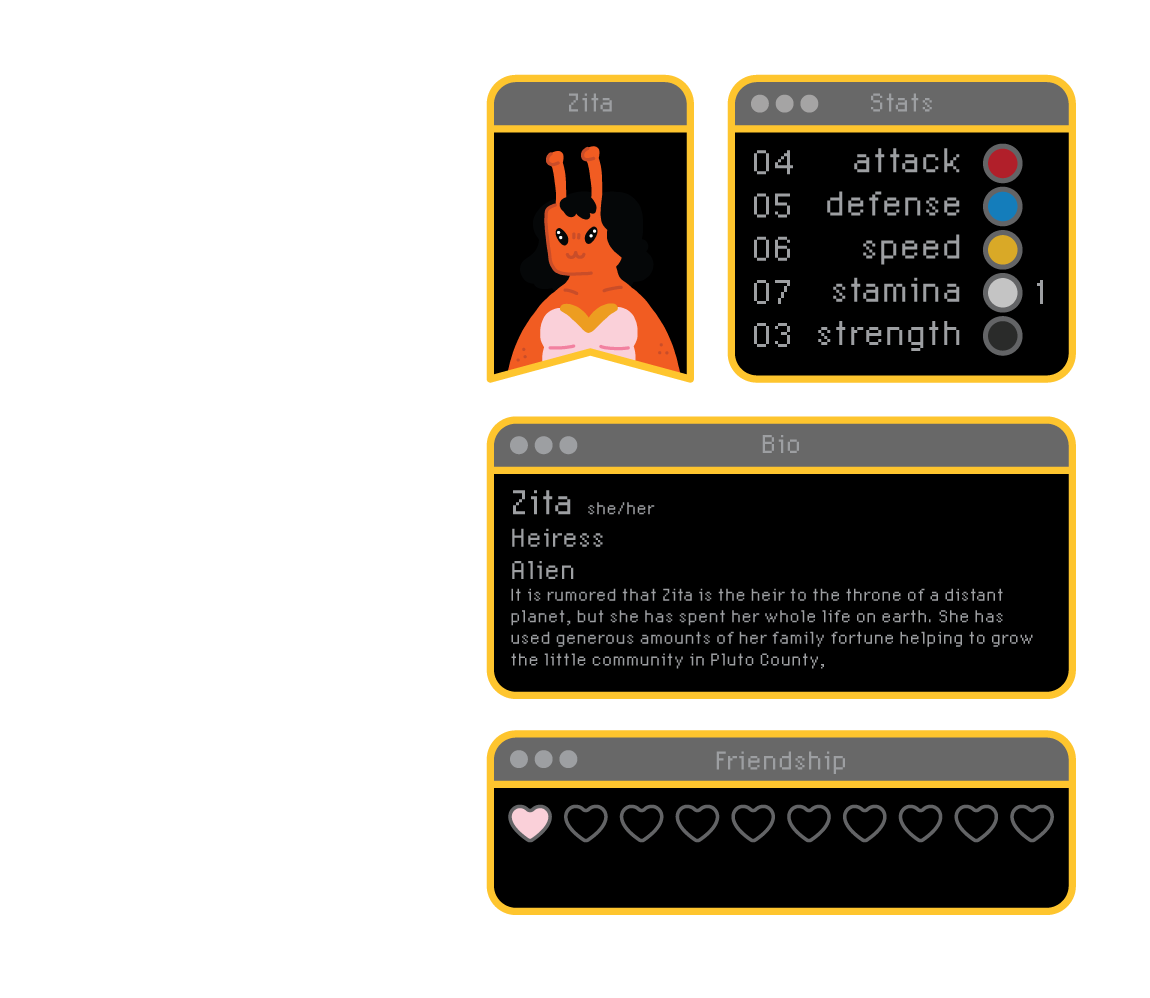 Zita
Stats
04 attack
05 defense
06 speed
07 stamina 1
03 strength
Bio
Zita she/her
Heiress
Alien
It is rumored that Zita is the heir to the throne of a distant
planet, but she has spent her whole life on earth. She has
used generous amounts of her family fortune helping to grow
the little community in Pluto County,
Friendship